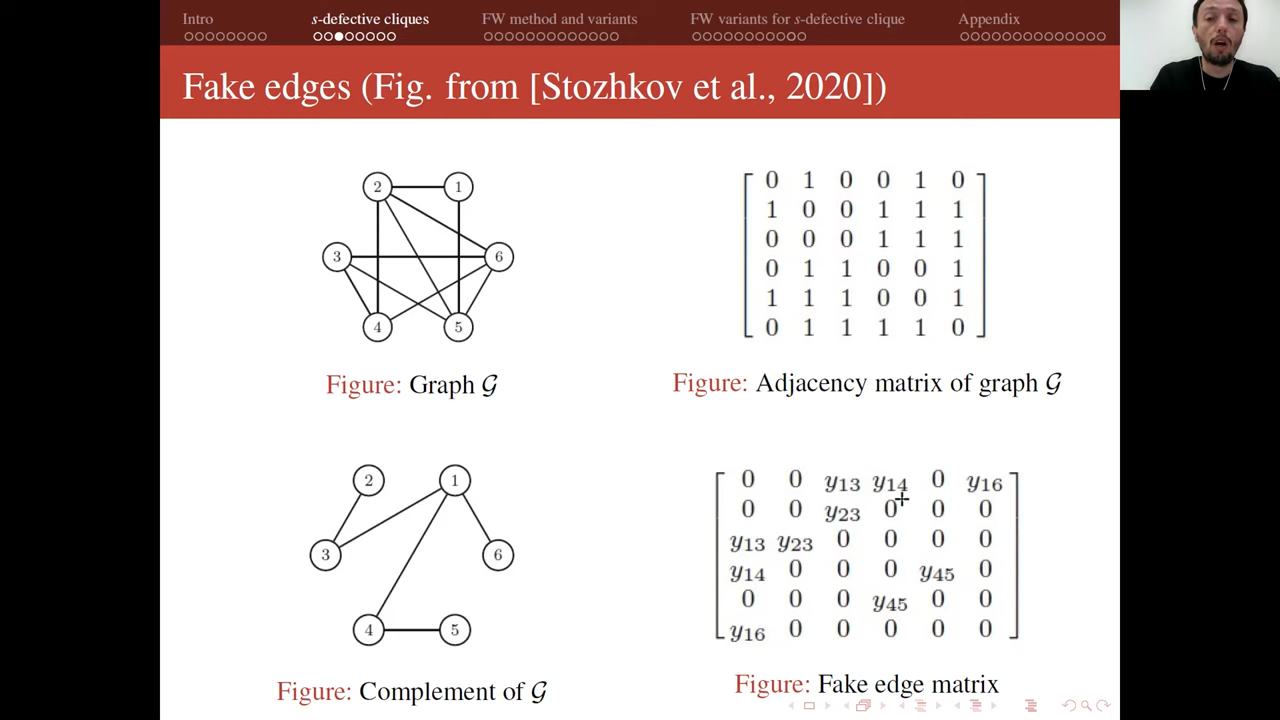 Intro s-defective cliques FW method and variants FW variants for s-defective clique Appendix
Fake edges (Fig. from [Stozhkov et al., 2020])
2 1
3 6
4 5
Figure: Graph 𝒢
0 1 0 0 1 0
1 0 0 1 1 1
0 0 0 1 1 1
0 1 1 0 0 1
1 1 1 0 0 1
0 1 1 1 1 0
Figure: Adjacency matrix of graph 𝒢
2 1
3 6
4 5
Figure: Complement of 𝒢
0 0 y13 y14 0 y16
0 0 y23 0 0 0
y13 y23 0 0 0 0
y14 0 0 0 y45 0
0 0 0 y45 0 0
y16 0 0 0 0 0
Figure: Fake edge matrix